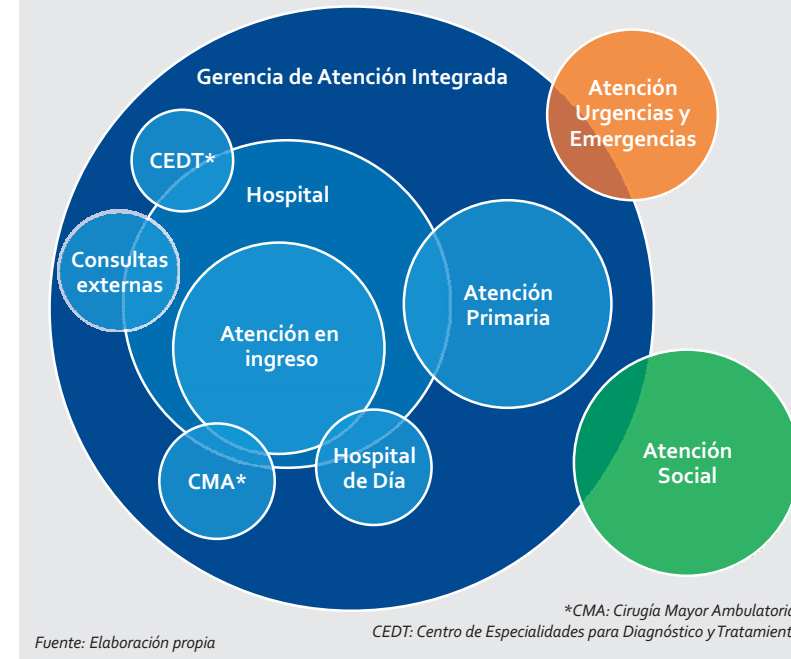 Gerencia de Atención Integrada
Atención
Urgencias y
Emergencias
CEDT*
Hospital
Consultas
externas
Atención
Primaria
Atención en
ingreso
Hospital
de Día
CMA*
Atención
Social
*CMA: Cirugía Mayor Ambulatoria
CEDT: Centro de Especialidades para Diagnóstico y Tratamient
Fuente: Elaboración propia